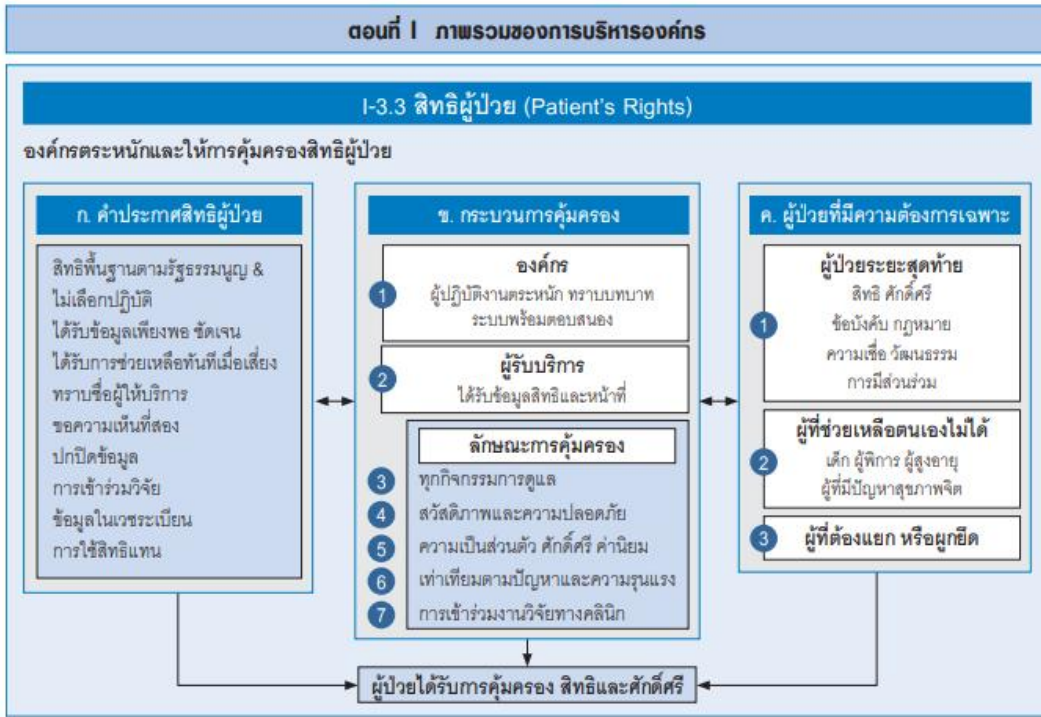 ตอนที่ I ภาพรวมของการบริหารองค์กร
I-3.3 สิทธิผู้ป่วย (Patient's Rights)
องค์กรตระหนักและให้การคุ้มครองสิทธิผู้ป่วย
ก. คำประกาศสิทธิผู้ป่วย
สิทธิพื้นฐานตามรัฐธรรมนูญ &
ไม่เลือกปฏิบัติ
ได้รับข้อมูลเพียงพอ ชัดเจน
ได้รับการช่วยเหลือทันทีเมื่อเสี่ยง
ทราบชื่อผู้ให้บริการ
ขอความเห็นที่สอง
ปกปิดข้อมูล
การเข้าร่วมวิจัย
ข้อมูลในเวชระเบียน
การใช้สิทธิแทน
ข. กระบวนการคุ้มครอง
องค์กร
1 ผู้ปฏิบัติงานตระหนัก ทราบบทบาท
ระบบพร้อมตอบสนอง
ผู้รับบริการ
2 ได้รับข้อมูลสิทธิและหน้าที่
ลักษณะการคุ้มครอง
3 ทุกกิจกรรมการดูแล
4 สวัสดิภาพและความปลอดภัย
5 ความเป็นส่วนตัว ศักดิ์ศรี ค่านิยม
6 เท่าเทียมตามปัญหาและความรุนแรง
7 การเข้าร่วมงานวิจัยทางคลินิก
ค. ผู้ป่วยที่มีความต้องการเฉพาะ
ผู้ป่วยระยะสุดท้าย
สิทธิ ศักดิ์ศรี
1 ข้อบังคับ กฎหมาย
ความเชื่อ วัฒนธรรม
การมีส่วนร่วม
ผู้ที่ช่วยเหลือตนเองไม่ได้
2 เด็ก ผู้พิการ ผู้สูงอายุ
ผู้ที่มีปัญหาสุขภาพจิต
3 ผู้ที่ต้องแยก หรือผูกยึด
ผู้ป่วยได้รับการคุ้มครอง สิทธิและศักดิ์ศรี